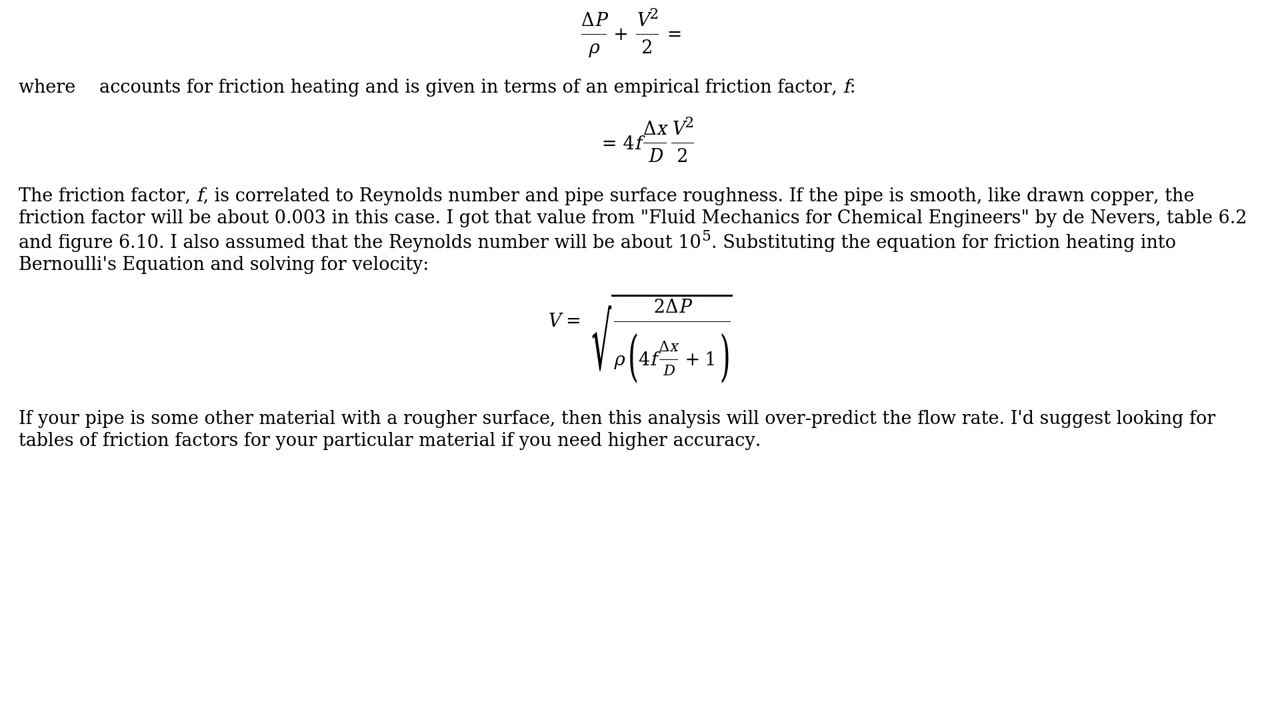 ΔP/ρ + V²/2 =
where accounts for friction heating and is given in terms of an empirical friction factor, f:
= 4f Δx/D V²/2
The friction factor, f, is correlated to Reynolds number and pipe surface roughness. If the pipe is smooth, like drawn copper, the
friction factor will be about 0.003 in this case. I got that value from "Fluid Mechanics for Chemical Engineers" by de Nevers, table 6.2
and figure 6.10. I also assumed that the Reynolds number will be about 10⁵. Substituting the equation for friction heating into
Bernoulli's Equation and solving for velocity:
V = √(2ΔP / ρ(4f Δx/D + 1))
If your pipe is some other material with a rougher surface, then this analysis will over-predict the flow rate. I'd suggest looking for
tables of friction factors for your particular material if you need higher accuracy.